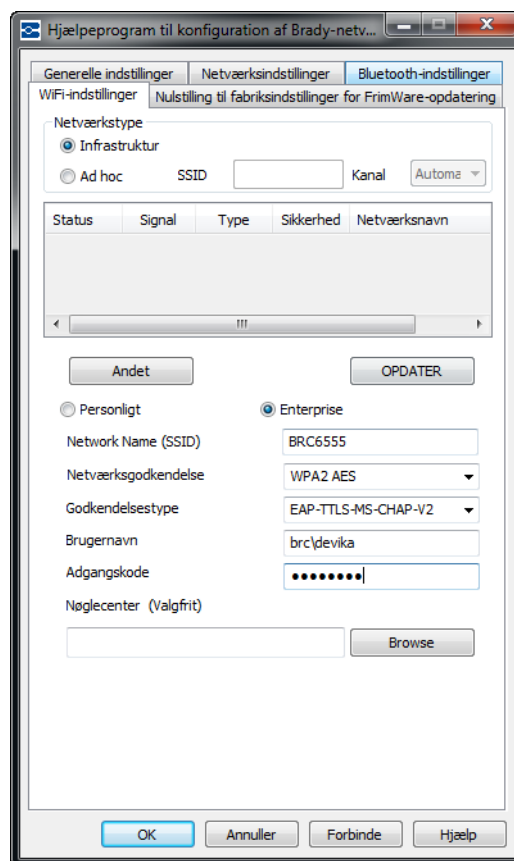 Hjælpeprogram til konfiguration af Brady-netv...
Generelle indstillinger Netværksindstillinger Bluetooth-indstillinger
WiFi-indstillinger Nulstilling til fabriksindstillinger for FrimWare-opdatering
Netværkstype
Infrastruktur
Ad hoc SSID Kanal Automa
Status Signal Type Sikkerhed Netværksnavn
Andet OPDATER
Personligt Enterprise
Network Name (SSID) BRC6555
Netværksgodkendelse WPA2 AES
Godkendelsestype EAP-TTLS-MS-CHAP-V2
Brugernavn brc\devika
Adgangskode ●●●●●●●●
Nøglecenter (Valgfrit)
Browse
OK Annuller Forbinde Hjælp